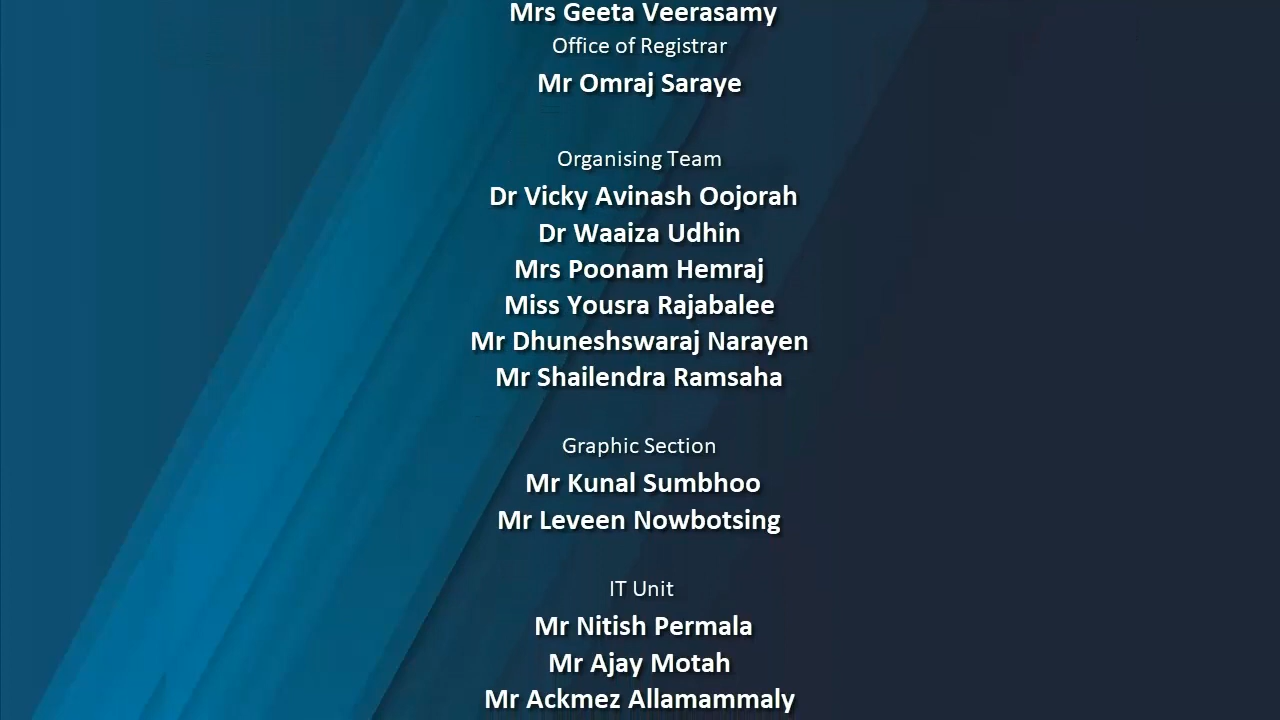 Mrs Geeta Veerasamy
Office of Registrar
Mr Omraj Saraye
Organising Team
Dr Vicky Avinash Oojorah
Dr Waaiza Udhin
Mrs Poonam Hemraj
Miss Yousra Rajabalee
Mr Dhuneshswaraj Narayen
Mr Shailendra Ramsaha
Graphic Section
Mr Kunal Sumbhoo
Mr Leveen Nowbotsing
IT Unit
Mr Nitish Permala
Mr Ajay Motah
Mr Ackmez Allamammaly